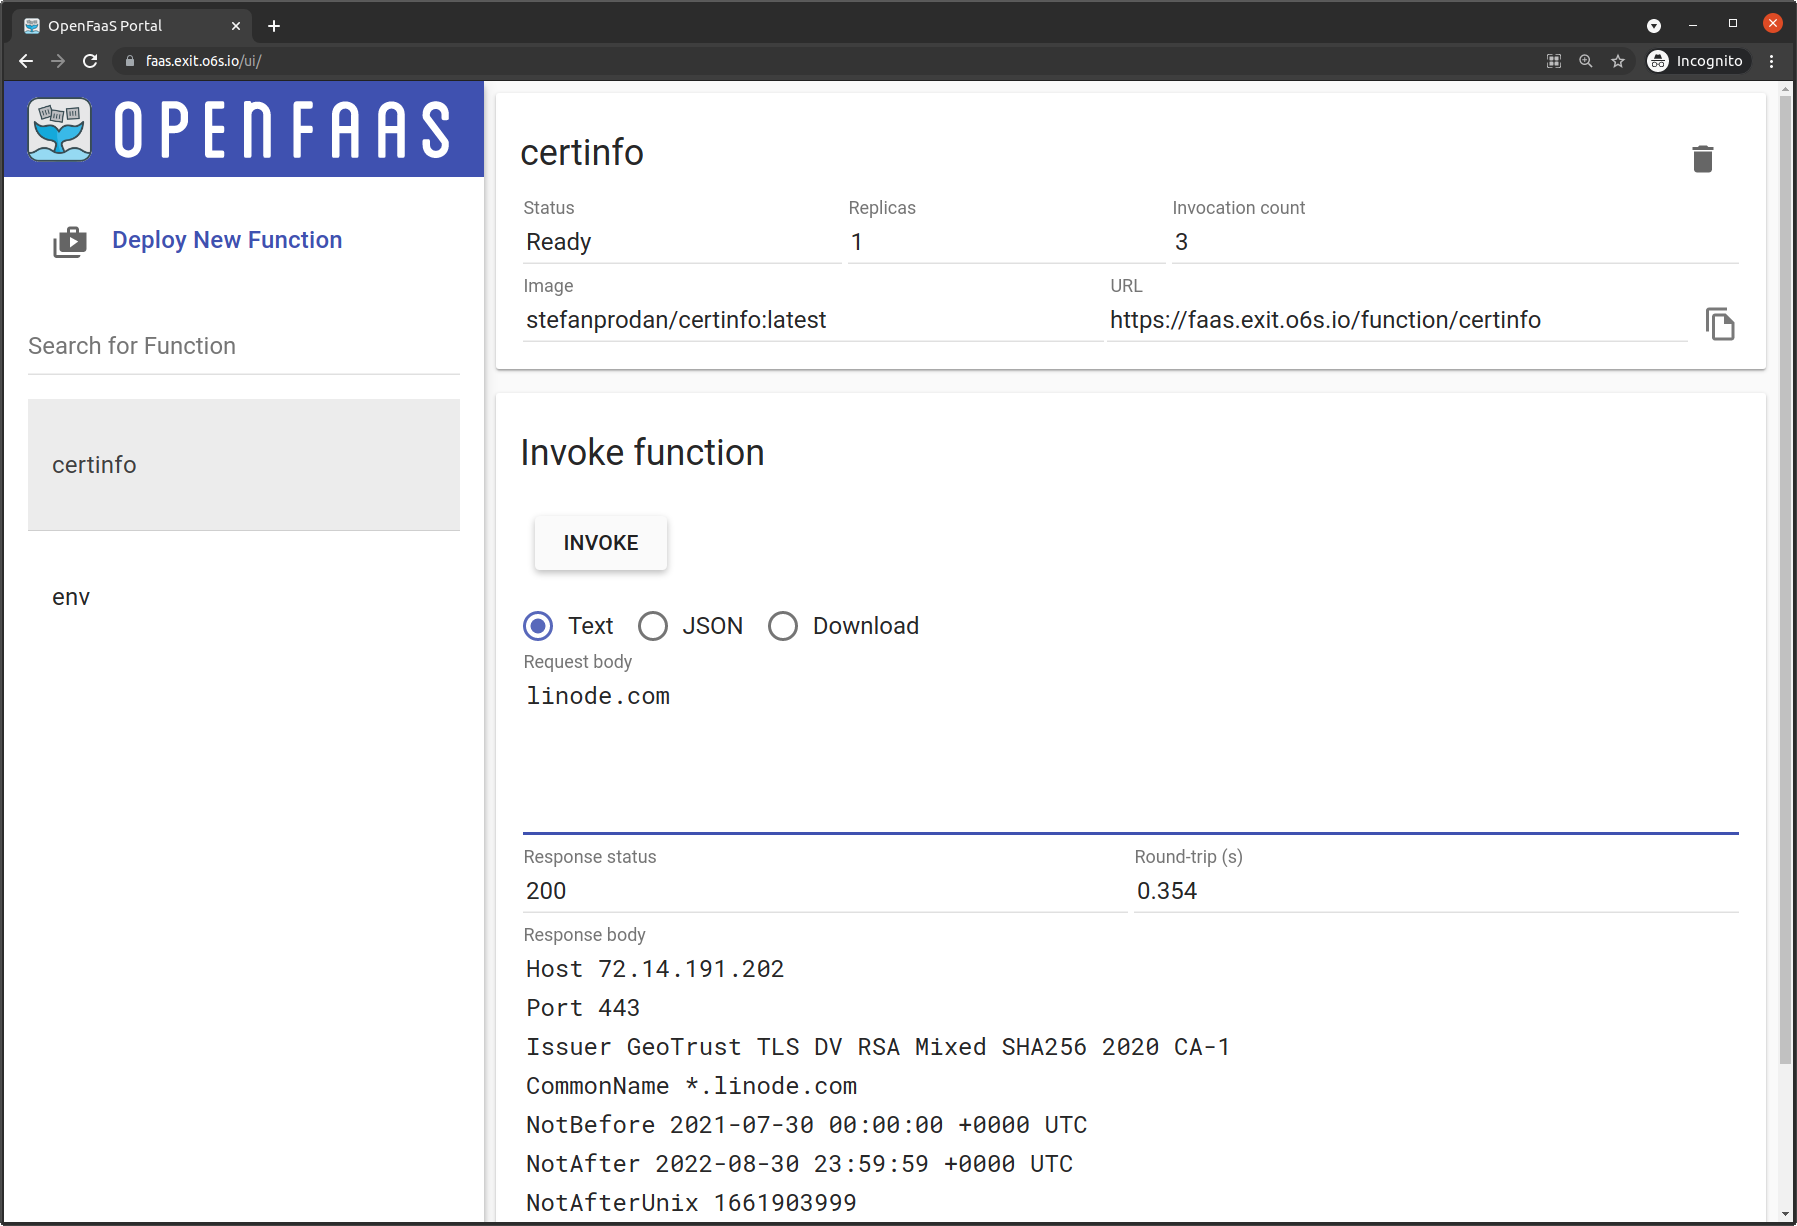 OpenFaaS Portal
faas.exit.o6s.io/ui/
Incognito
OPENFAAS
Deploy New Function
Search for Function
certinfo
env
certinfo
Status
Replicas
Invocation count
Ready
1
3
Image
URL
stefanprodan/certinfo:latest
https://faas.exit.o6s.io/function/certinfo
Invoke function
INVOKE
Text
JSON
Download
Request body
linode.com
Response status
Round-trip (s)
200
0.354
Response body
Host 72.14.191.202
Port 443
Issuer GeoTrust TLS DV RSA Mixed SHA256 2020 CA-1
CommonName *.linode.com
NotBefore 2021-07-30 00:00:00 +0000 UTC
NotAfter 2022-08-30 23:59:59 +0000 UTC
NotAfterUnix 1661903999